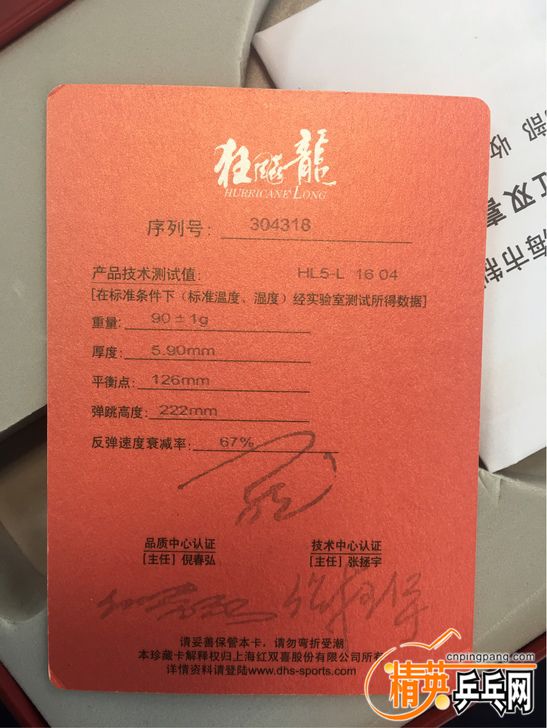 狂飚龍
HURRICANE LONG
序列号: 304318
产品技术测试值: HL5-L 16 04
[在标准条件下(标准温度、湿度)经实验室测试所得数据]
重量: 90±1g
厚度: 5.90mm
平衡点: 126mm
弹跳高度: 222mm
反弹速度衰减率: 67%
品质中心认证 技术中心认证
[主任] 倪春弘 [主任] 张扬宇
请妥善保管本卡,请勿弯折受潮
本珍藏卡解释权归上海红双喜股份有限公司所有
详情资料请登陆www.dhs-sports.com
部 收
红双喜
海市
cnpingpang.com
精英乒乓网